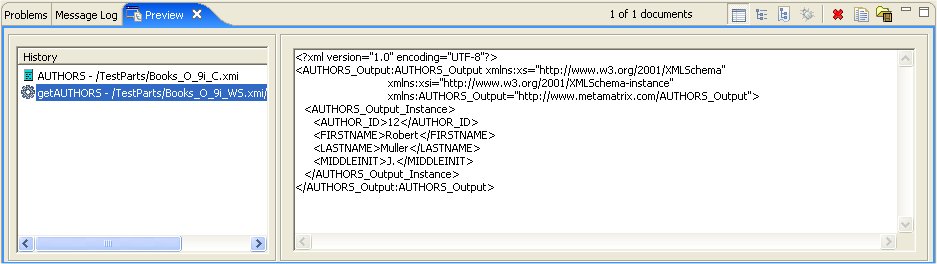 Problems Message Log Preview 1 of 1 documents
History
AUTHORS - /TestParts/Books_O_9i_C.xmi
getAUTHORS - /TestParts/Books_O_9i_WS.xmi/
<?xml version="1.0" encoding="UTF-8"?>
<AUTHORS_Output:AUTHORS_Output xmlns:xs="http://www.w3.org/2001/XMLSchema"
xmlns:xsi="http://www.w3.org/2001/XMLSchema-instance"
xmlns:AUTHORS_Output="http://www.metamatrix.com/AUTHORS_Output">
<AUTHORS_Output_Instance>
<AUTHOR_ID>12</AUTHOR_ID>
<FIRSTNAME>Robert</FIRSTNAME>
<LASTNAME>Muller</LASTNAME>
<MIDDLEINIT>J.</MIDDLEINIT>
</AUTHORS_Output_Instance>
</AUTHORS_Output:AUTHORS_Output>